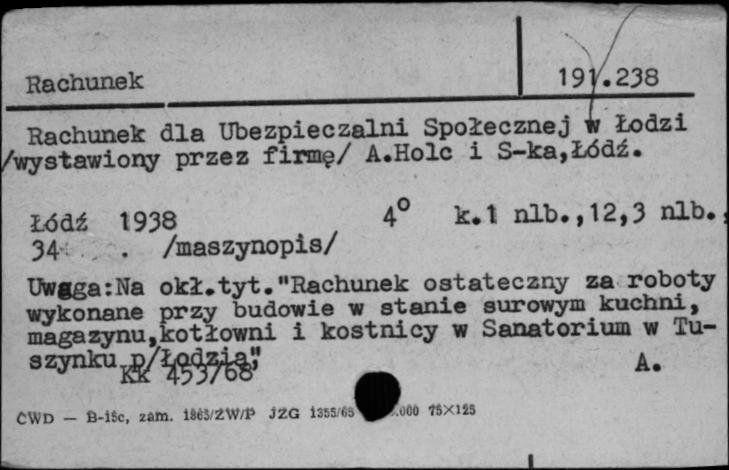 Rachunek 191.238
Rachunek dla Ubezpieczalni Społecznej w Łodzi
/wystawiony przez firmę/ A.Holc i S-ka,Łódź.
Łódź 1938 4° k.1 nlb.,12,3 nlb.,
34 . /maszynopis/
Uwaga:Na okł.tyt."Rachunek ostateczny za roboty
wykonane przy budowie w stanie surowym kuchni,
magazynu,kotłowni i kostnicy w Sanatorium w Tu-
szynku p/Łodzią"
KK 453/68 A.
CWD — B-18c, zam. 1863/ZW/P JZG 1355/65 .000 75×125